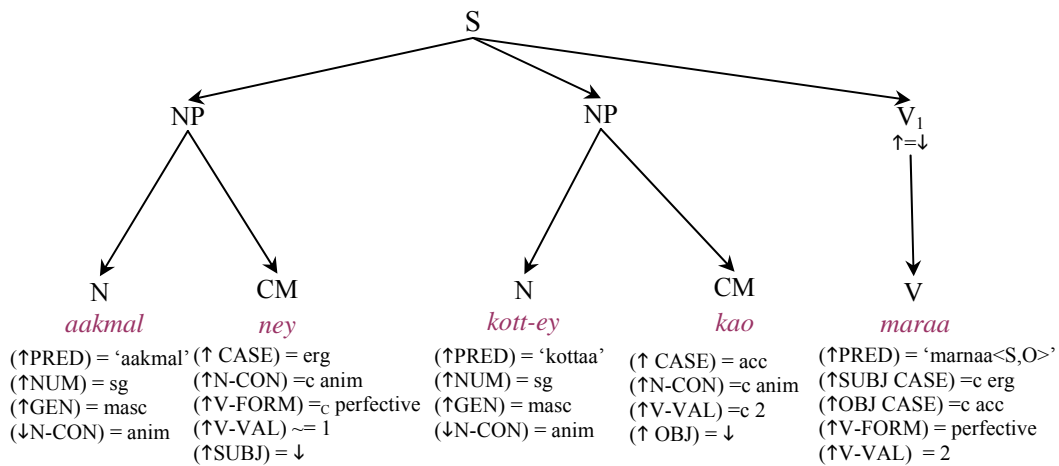 S
NP NP V₁
↑=↓
N CM N CM V
aakmal ney kott-ey kao maraa
(↑PRED) = ‘aakmal’ (↑ CASE) = erg (↑PRED) = ‘kottaa’ (↑ CASE) = acc (↑PRED) = ‘marnaa<S,O>’
(↑NUM) = sg (↑N-CON) =c anim (↑NUM) = sg (↑N-CON) =c anim (↑SUBJ CASE) =c erg
(↑GEN) = masc (↑V-FORM) =c perfective (↑GEN) = masc (↑V-VAL) =c 2 (↑OBJ CASE) =c acc
(↓N-CON) = anim (↑V-VAL) ~= 1 (↓N-CON) = anim (↑ OBJ) = ↓ (↑V-FORM) = perfective
(↑SUBJ) = ↓ (↑V-VAL) = 2